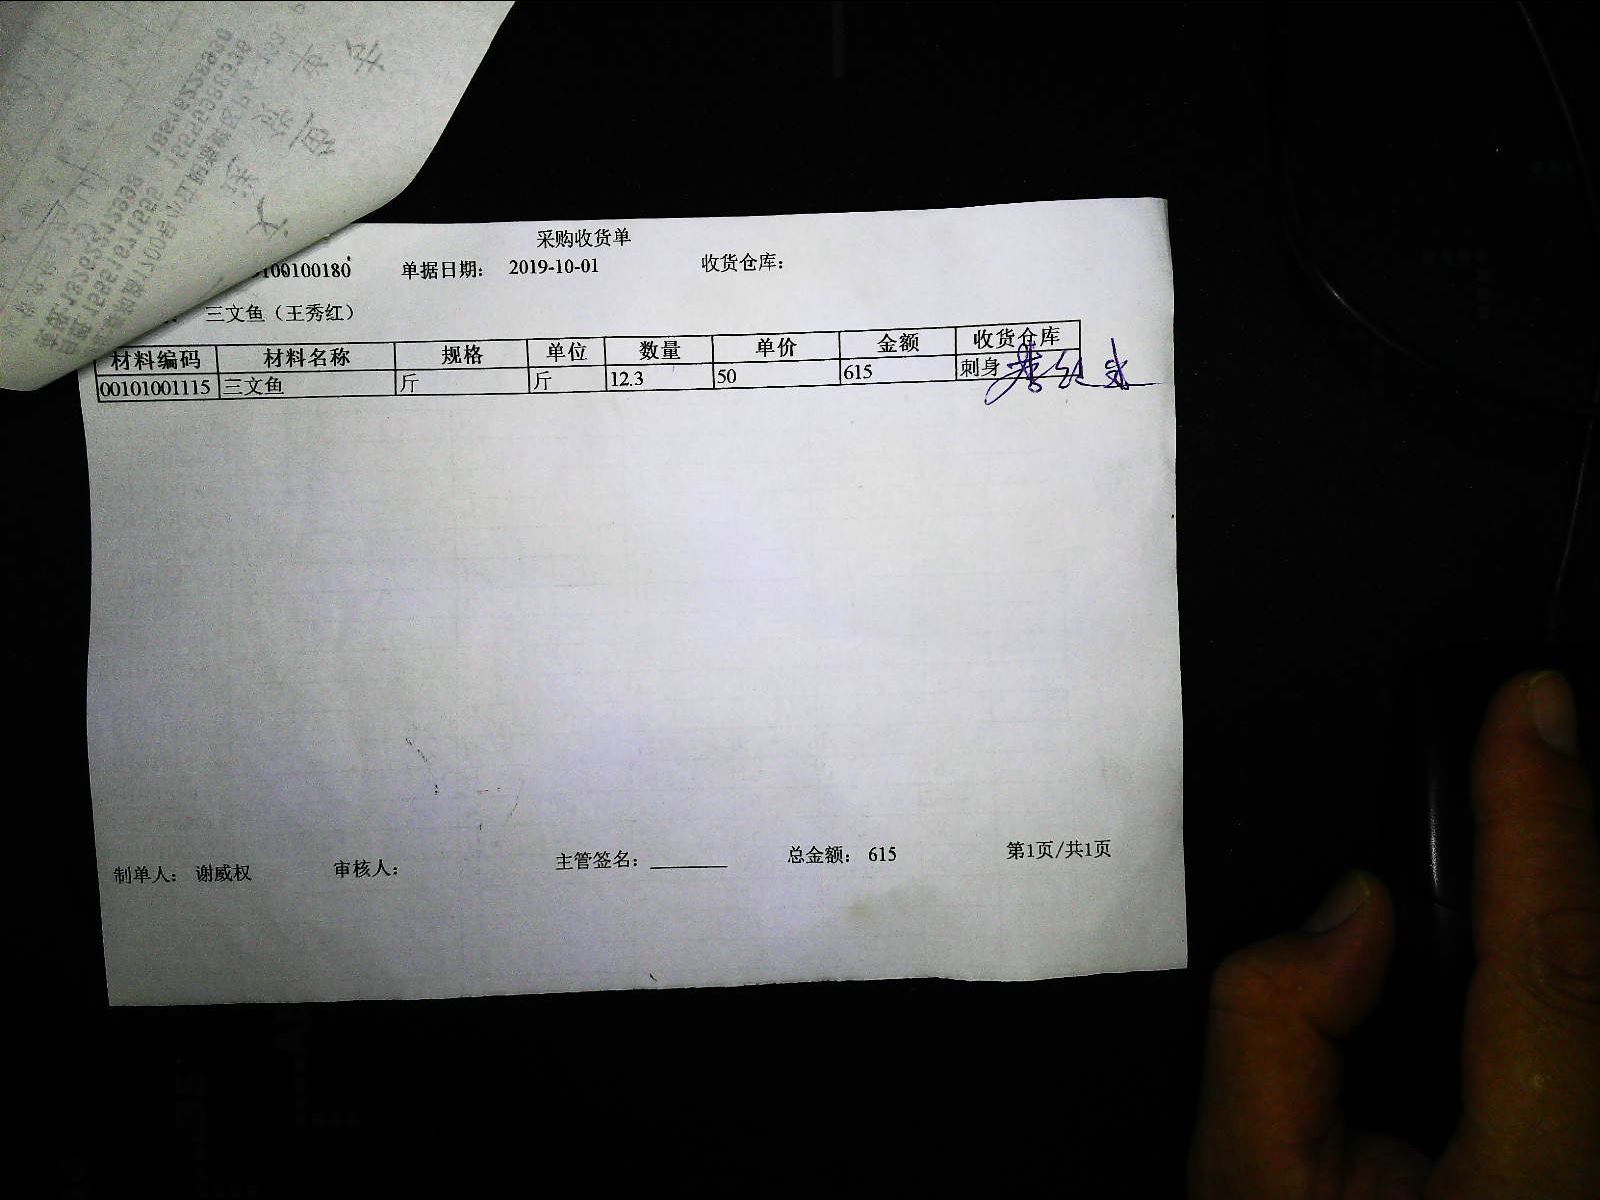 采购收货单
100100180 单据日期： 2019-10-01 收货仓库：
三文鱼（王秀红）
材料编码 材料名称 规格 单位 数量 单价 金额 收货仓库
00101001115 三文鱼 斤 斤 12.3 50 615 刺身
制单人： 谢威权 审核人： 主管签名： 总金额： 615 第1页/共1页